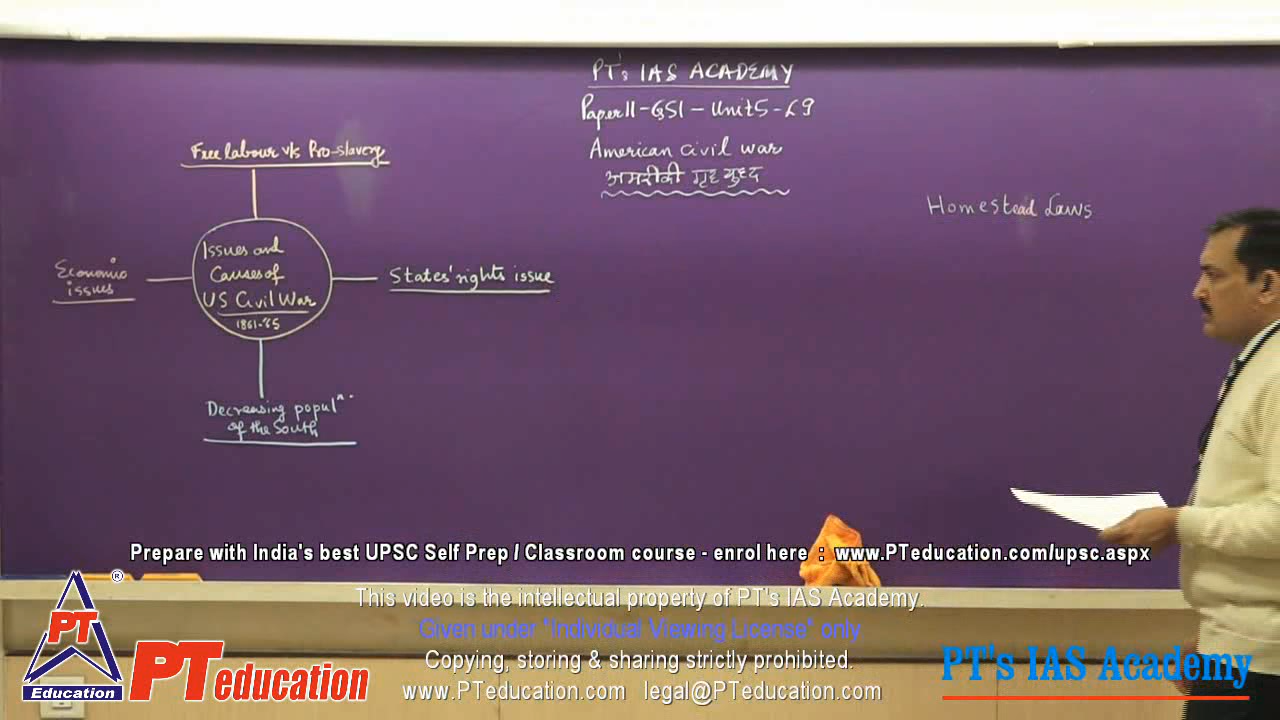 PT's IAS ACADEMY
Paper II - GSI - Unit 5 - L9
American civil war
अमरीकी गृह युध्द
Free labour v/s Pro-slavery
Issues and
Causes of
US Civil War
1861-'65
Economic
issues
States' rights issue
Decreasing populⁿ.
of the South
Homestead Laws
Prepare with India's best UPSC Self Prep / Classroom course - enrol here : www.PTeducation.com/upsc.aspx
This video is the intellectual property of PT's IAS Academy.
Given under "Individual Viewing License" only
Copying, storing & sharing strictly prohibited.
www.PTeducation.com legal@PTeducation.com
PT
®
Education
PT education
PT's IAS Academy